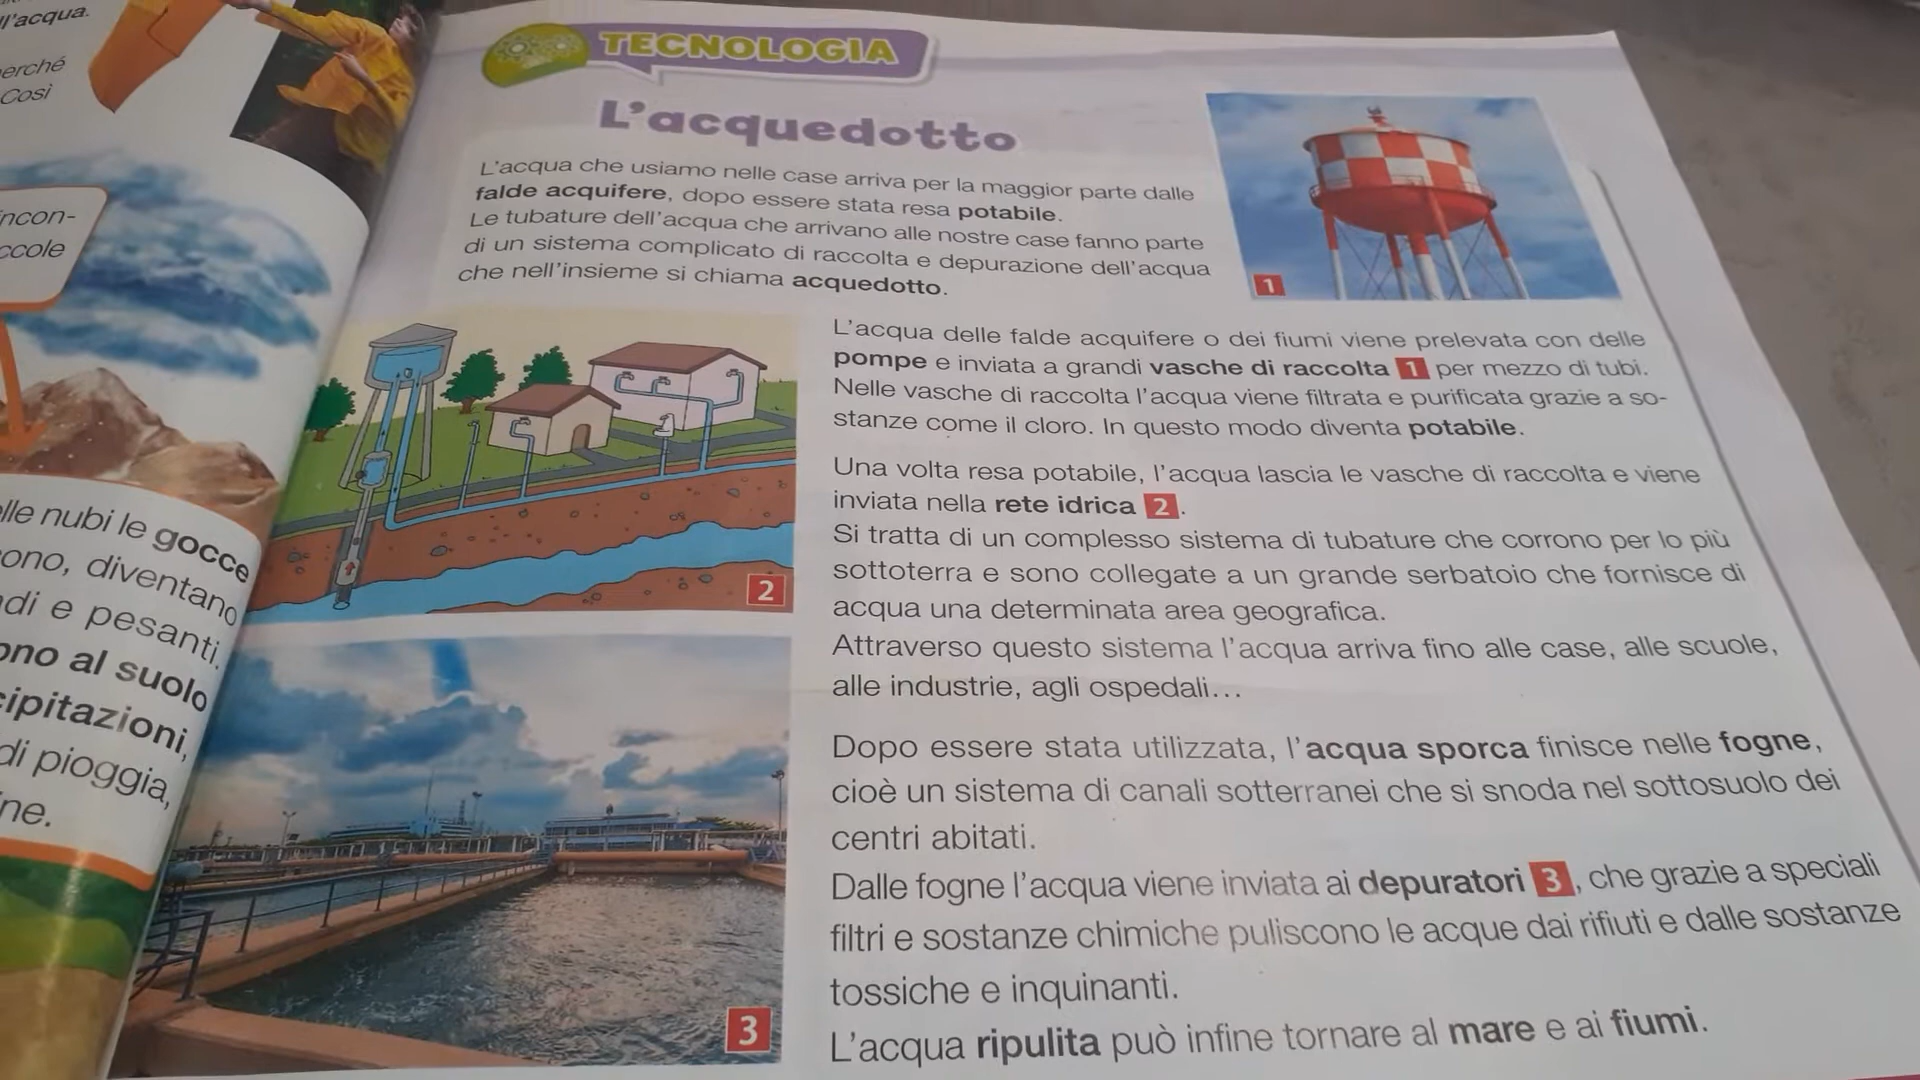 l'acqua.
erché
Così
incon-
ccole
elle nubi le gocce
ono, diventano
ndi e pesanti.
ono al suolo
cipitazioni,
di pioggia,
ine.
TECNOLOGIA
L'acquedotto
L'acqua che usiamo nelle case arriva per la maggior parte dalle
falde acquifere, dopo essere stata resa potabile.
Le tubature dell'acqua che arrivano alle nostre case fanno parte
di un sistema complicato di raccolta e depurazione dell'acqua
che nell'insieme si chiama acquedotto.
1
L'acqua delle falde acquifere o dei fiumi viene prelevata con delle
pompe e inviata a grandi vasche di raccolta 1 per mezzo di tubi.
Nelle vasche di raccolta l'acqua viene filtrata e purificata grazie a so-
stanze come il cloro. In questo modo diventa potabile.
2
Una volta resa potabile, l'acqua lascia le vasche di raccolta e viene
inviata nella rete idrica 2.
Si tratta di un complesso sistema di tubature che corrono per lo più
sottoterra e sono collegate a un grande serbatoio che fornisce di
acqua una determinata area geografica.
Attraverso questo sistema l'acqua arriva fino alle case, alle scuole,
alle industrie, agli ospedali...
3
Dopo essere stata utilizzata, l'acqua sporca finisce nelle fogne,
cioè un sistema di canali sotterranei che si snoda nel sottosuolo dei
centri abitati.
Dalle fogne l'acqua viene inviata ai depuratori 3, che grazie a speciali
filtri e sostanze chimiche puliscono le acque dai rifiuti e dalle sostanze
tossiche e inquinanti.
L'acqua ripulita può infine tornare al mare e ai fiumi.